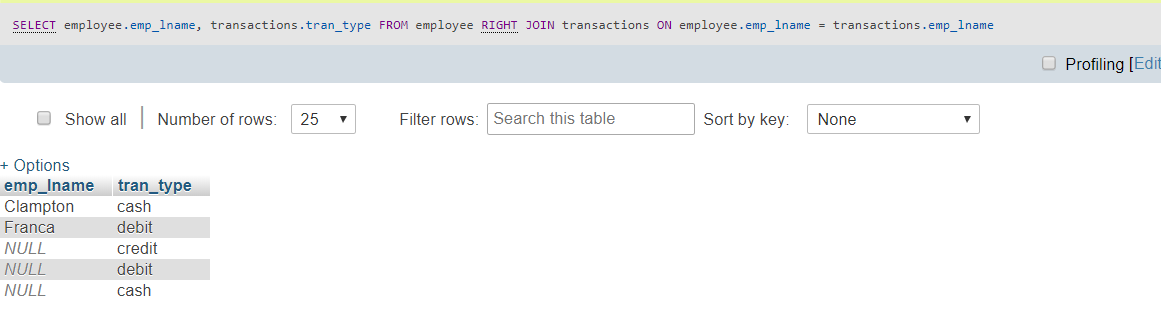 SELECT employee.emp_lname, transactions.tran_type FROM employee RIGHT JOIN transactions ON employee.emp_lname = transactions.emp_lname
Profiling [Edit
Show all | Number of rows: 25 Filter rows: Search this table Sort by key: None
+ Options
emp_lname tran_type
Clampton cash
Franca debit
NULL credit
NULL debit
NULL cash